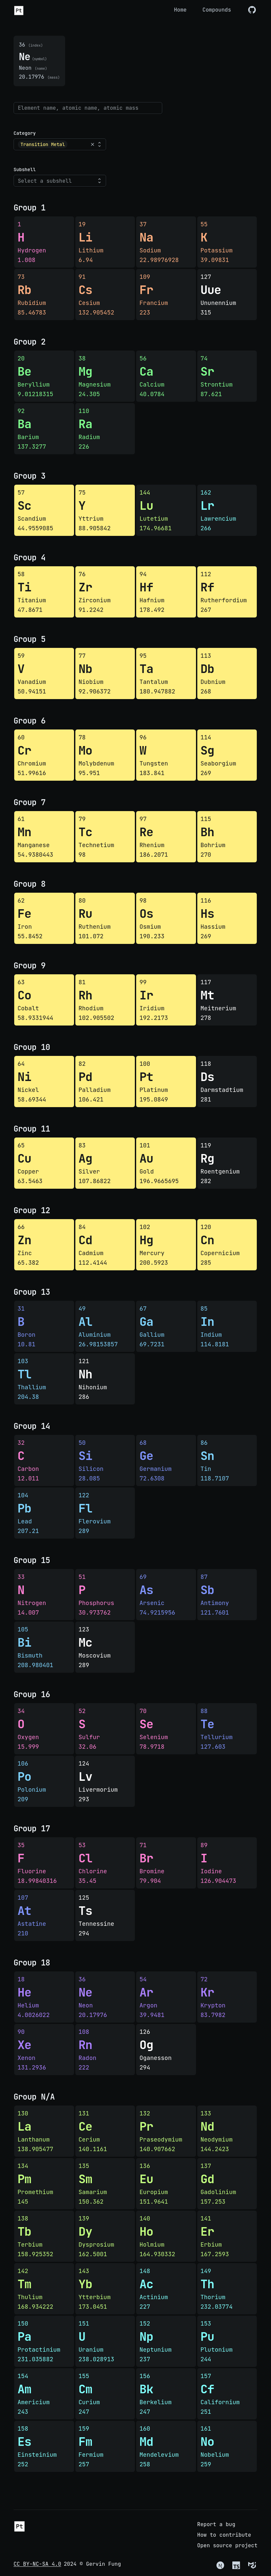 Pt
Home Compounds
36 (index)
Ne (symbol)
Neon (name)
20.17976 (mass)
Element name, atomic name, atomic mass
Category
Transition Metal
Subshell
Select a subshell
Group 1
1 19 37 55
H Li Na K
Hydrogen Lithium Sodium Potassium
1.008 6.94 22.98976928 39.09831
73 91 109 127
Rb Cs Fr Uue
Rubidium Cesium Francium Ununennium
85.46783 132.905452 223 315
Group 2
20 38 56 74
Be Mg Ca Sr
Beryllium Magnesium Calcium Strontium
9.01218315 24.305 40.0784 87.621
92 110
Ba Ra
Barium Radium
137.3277 226
Group 3
57 75 144 162
Sc Y Lu Lr
Scandium Yttrium Lutetium Lawrencium
44.9559085 88.905842 174.96681 266
Group 4
58 76 94 112
Ti Zr Hf Rf
Titanium Zirconium Hafnium Rutherfordium
47.8671 91.2242 178.492 267
Group 5
59 77 95 113
V Nb Ta Db
Vanadium Niobium Tantalum Dubnium
50.94151 92.906372 180.947882 268
Group 6
60 78 96 114
Cr Mo W Sg
Chromium Molybdenum Tungsten Seaborgium
51.99616 95.951 183.841 269
Group 7
61 79 97 115
Mn Tc Re Bh
Manganese Technetium Rhenium Bohrium
54.9380443 98 186.2071 270
Group 8
62 80 98 116
Fe Ru Os Hs
Iron Ruthenium Osmium Hassium
55.8452 101.072 190.233 269
Group 9
63 81 99 117
Co Rh Ir Mt
Cobalt Rhodium Iridium Meitnerium
58.9331944 102.905502 192.2173 278
Group 10
64 82 100 118
Ni Pd Pt Ds
Nickel Palladium Platinum Darmstadtium
58.69344 106.421 195.0849 281
Group 11
65 83 101 119
Cu Ag Au Rg
Copper Silver Gold Roentgenium
63.5463 107.86822 196.9665695 282
Group 12
66 84 102 120
Zn Cd Hg Cn
Zinc Cadmium Mercury Copernicium
65.382 112.4144 200.5923 285
Group 13
31 49 67 85
B Al Ga In
Boron Aluminium Gallium Indium
10.81 26.98153857 69.7231 114.8181
103 121
Tl Nh
Thallium Nihonium
204.38 286
Group 14
32 50 68 86
C Si Ge Sn
Carbon Silicon Germanium Tin
12.011 28.085 72.6308 118.7107
104 122
Pb Fl
Lead Flerovium
207.21 289
Group 15
33 51 69 87
N P As Sb
Nitrogen Phosphorus Arsenic Antimony
14.007 30.973762 74.9215956 121.7601
105 123
Bi Mc
Bismuth Moscovium
208.980401 289
Group 16
34 52 70 88
O S Se Te
Oxygen Sulfur Selenium Tellurium
15.999 32.06 78.9718 127.603
106 124
Po Lv
Polonium Livermorium
209 293
Group 17
35 53 71 89
F Cl Br I
Fluorine Chlorine Bromine Iodine
18.99840316 35.45 79.904 126.904473
107 125
At Ts
Astatine Tennessine
210 294
Group 18
18 36 54 72
He Ne Ar Kr
Helium Neon Argon Krypton
4.0026022 20.17976 39.9481 83.7982
90 108 126
Xe Rn Og
Xenon Radon Oganesson
131.2936 222 294
Group N/A
130 131 132 133
La Ce Pr Nd
Lanthanum Cerium Praseodymium Neodymium
138.905477 140.1161 140.907662 144.2423
134 135 136 137
Pm Sm Eu Gd
Promethium Samarium Europium Gadolinium
145 150.362 151.9641 157.253
138 139 140 141
Tb Dy Ho Er
Terbium Dysprosium Holmium Erbium
158.925352 162.5001 164.930332 167.2593
142 143 148 149
Tm Yb Ac Th
Thulium Ytterbium Actinium Thorium
168.934222 173.0451 227 232.03774
150 151 152 153
Pa U Np Pu
Protactinium Uranium Neptunium Plutonium
231.035882 238.028913 237 244
154 155 156 157
Am Cm Bk Cf
Americium Curium Berkelium Californium
243 247 247 251
158 159 160 161
Es Fm Md No
Einsteinium Fermium Mendelevium Nobelium
252 257 258 259
Pt
Report a bug
How to contribute
Open source project
CC BY-NC-SA 4.0 2024 © Gervin Fung